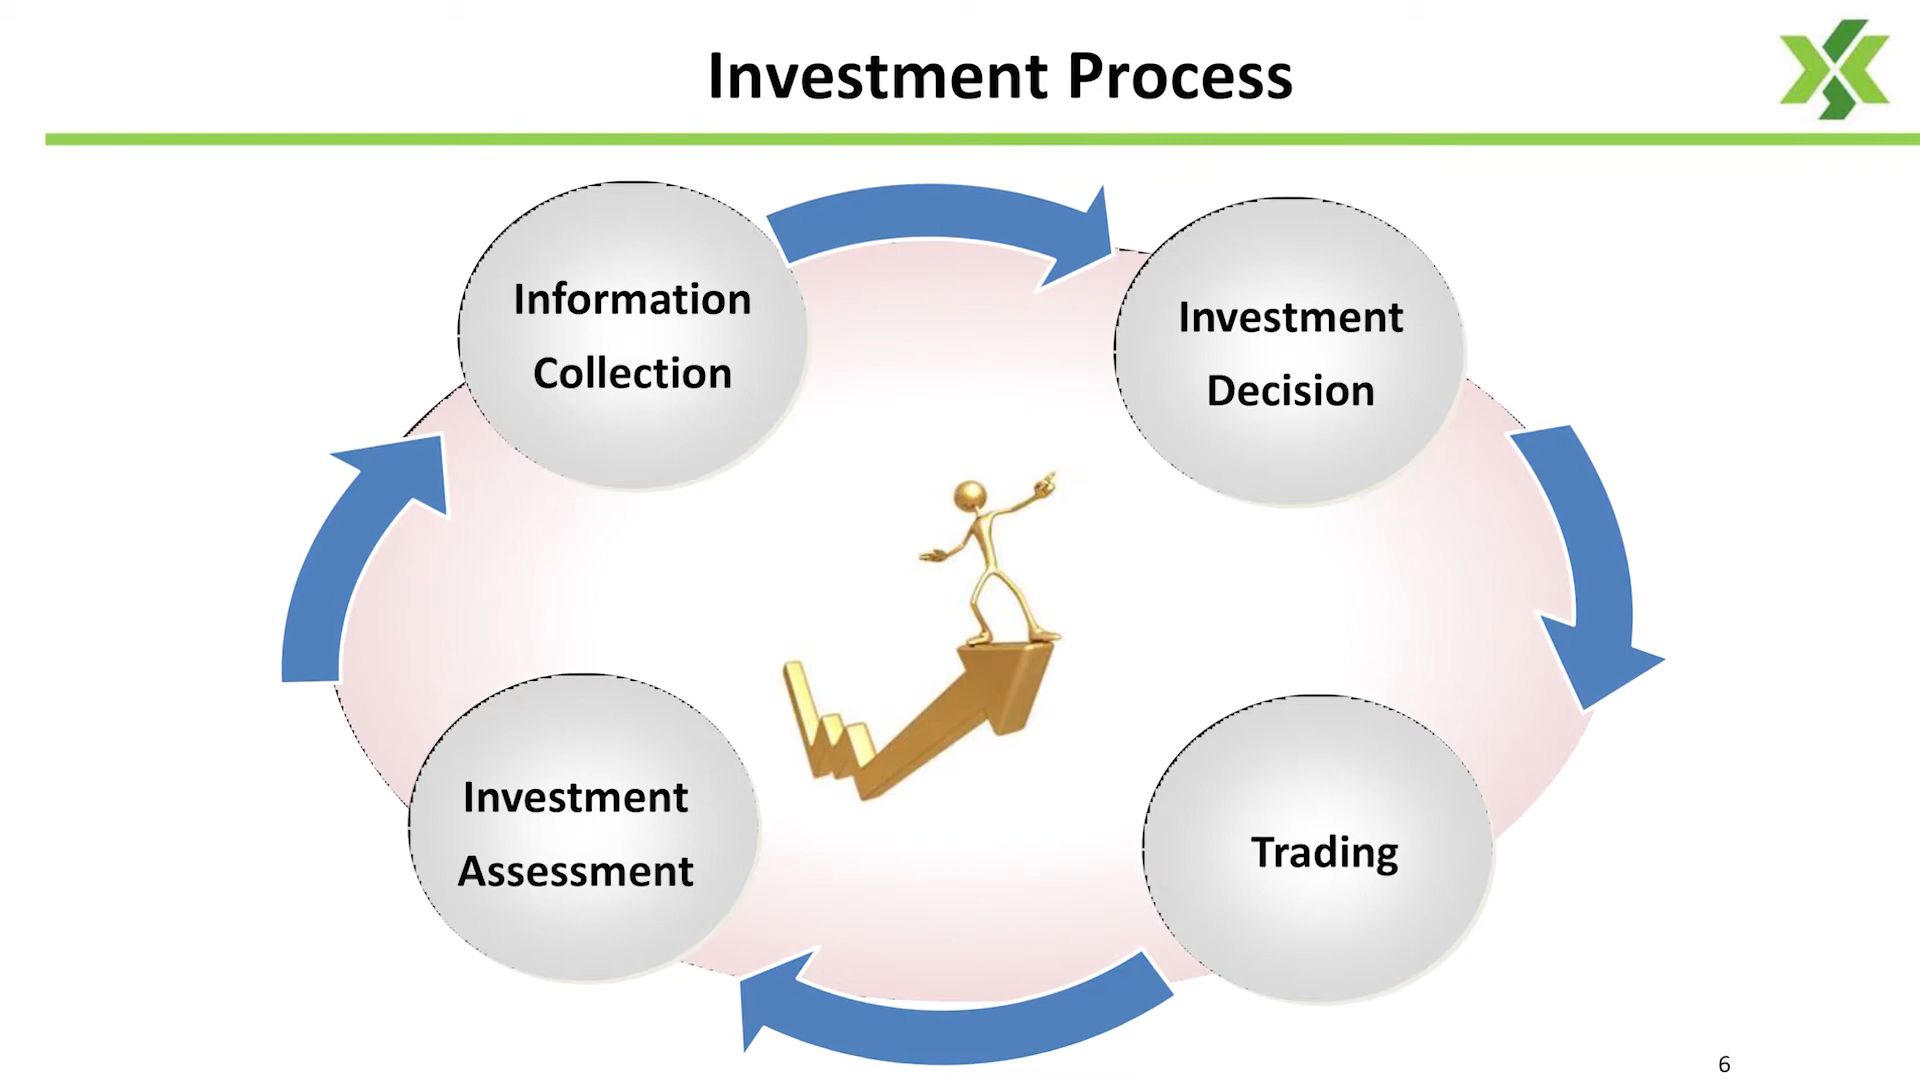 Investment Process
Information
Collection
Investment
Decision
Investment
Assessment
Trading
6